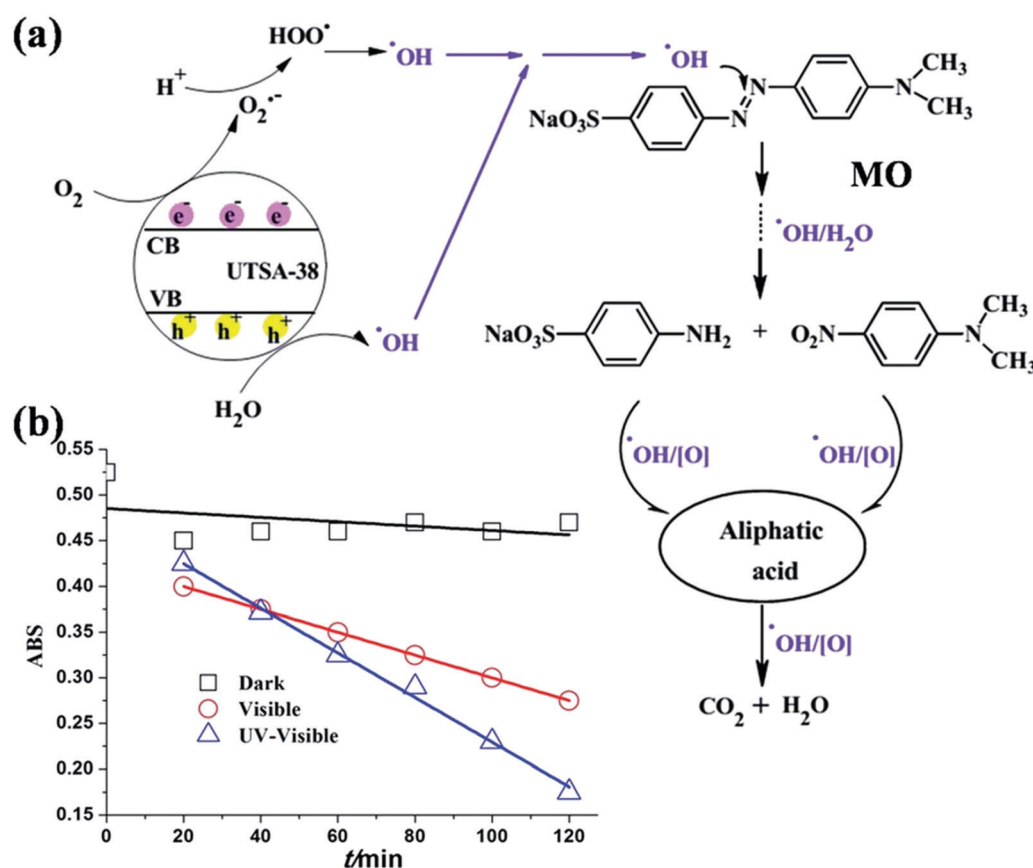 (a)
HOO•
•OH
•OH
H⁺
O₂•⁻
O₂
e⁻ e⁻ e⁻
CB
UTSA-38
VB
h⁺ h⁺ h⁺
•OH
H₂O
NaO₃S
N
N
N
CH₃
CH₃
MO
•OH/H₂O
NaO₃S
NH₂
+
O₂N
N
CH₃
CH₃
•OH/[O]
•OH/[O]
Aliphatic
acid
•OH/[O]
CO₂ + H₂O
(b)
0.55
0.50
0.45
0.40
0.35
0.30
0.25
0.20
0.15
ABS
Dark
Visible
UV-Visible
20 40 60 80 100 120
t/min